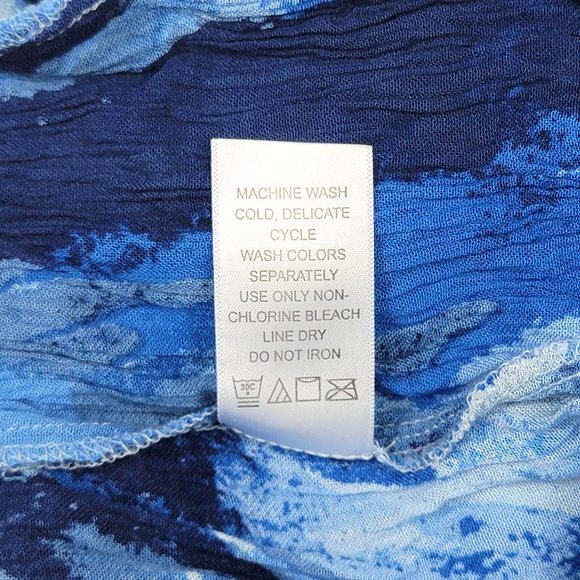 MACHINE WASH
COLD, DELICATE
CYCLE
WASH COLORS
SEPARATELY
USE ONLY NON-
CHLORINE BLEACH
LINE DRY
DO NOT IRON
30C